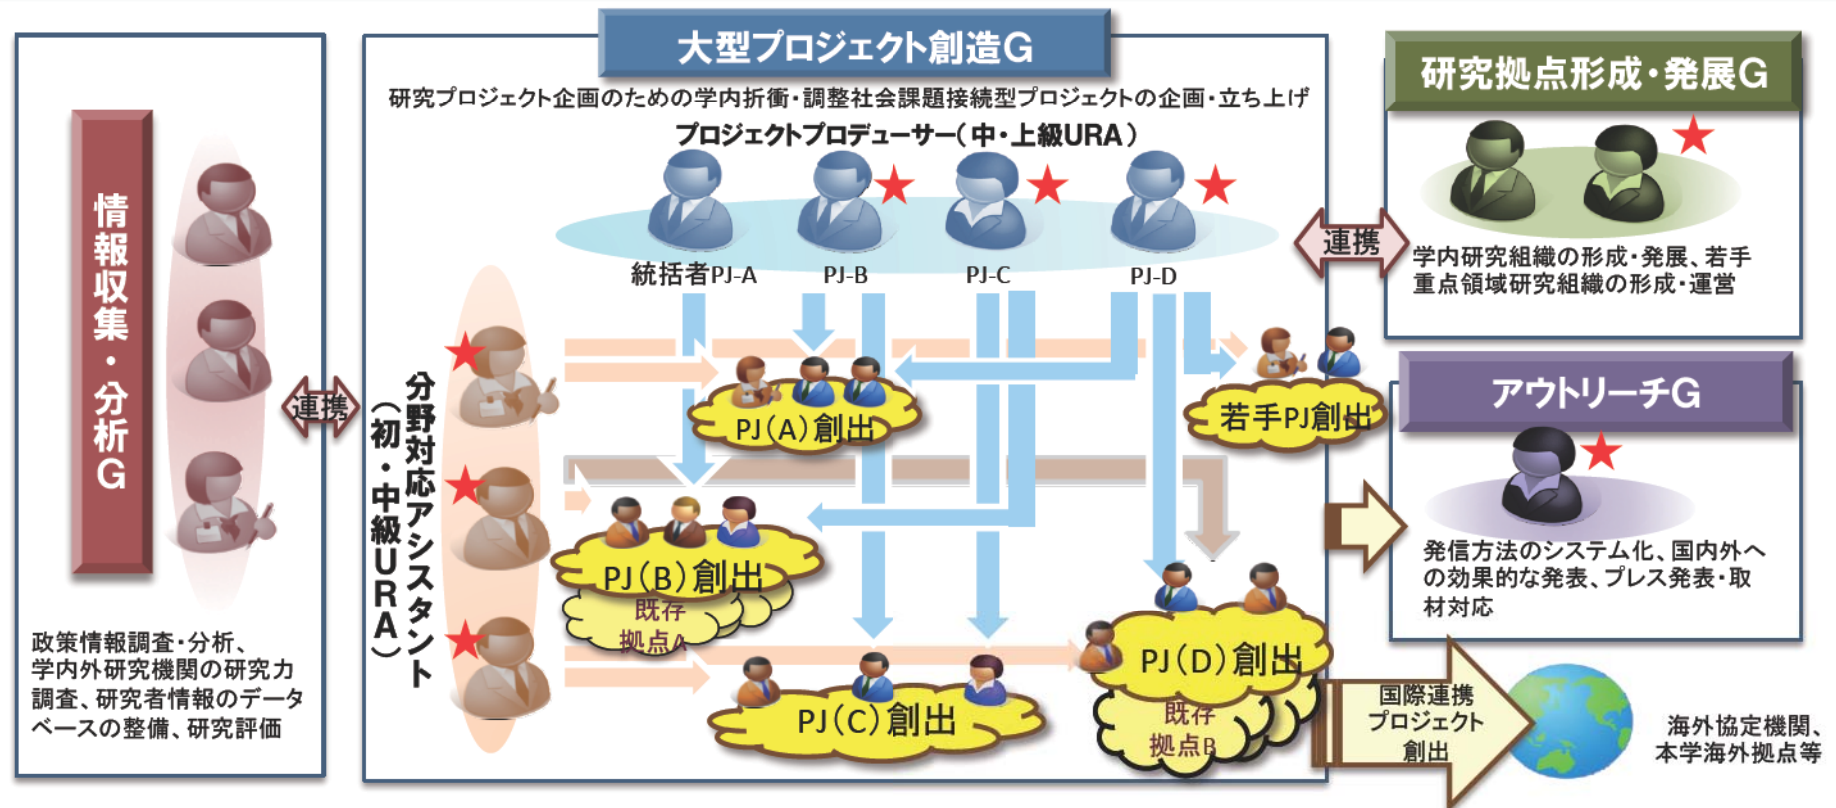 情報収集・分析G
政策情報調査・分析、
学内外研究機関の研究力
調査、研究者情報のデータ
ベースの整備、研究評価
連携
大型プロジェクト創造G
研究プロジェクト企画のための学内折衝・調整社会課題接続型プロジェクトの企画・立ち上げ
プロジェクトプロデューサー(中・上級URA)
統括者PJ-A
PJ-B
PJ-C
PJ-D
分野対応アシスタント
(初・中級URA)
PJ(A)創出
若手PJ創出
PJ(B)創出
既存
拠点A
PJ(C)創出
PJ(D)創出
既存
拠点B
連携
研究拠点形成・発展G
学内研究組織の形成・発展、若手
重点領域研究組織の形成・運営
アウトリーチG
発信方法のシステム化、国内外へ
の効果的な発表、プレス発表・取
材対応
国際連携
プロジェクト
創出
海外協定機関、
本学海外拠点等